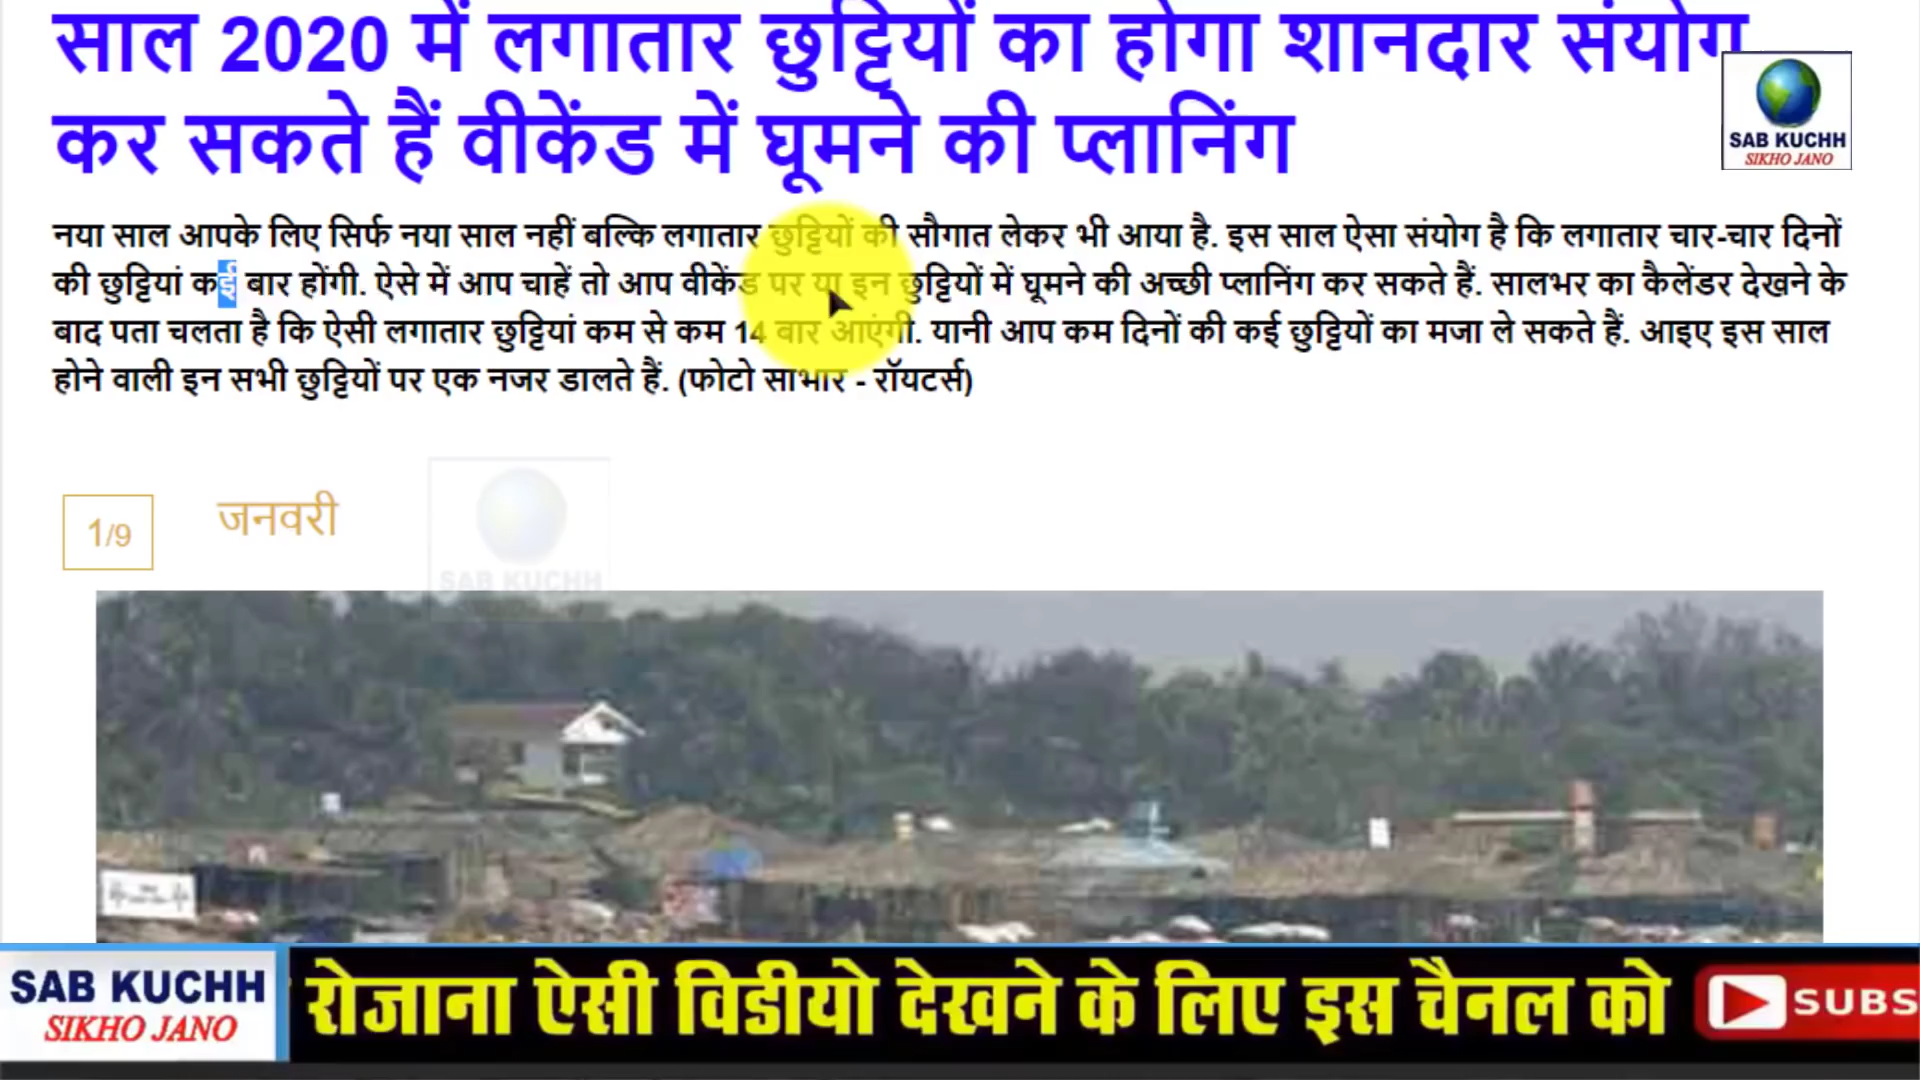 साल 2020 में लगातार छुट्टियों का होगा शानदार संयोग
कर सकते हैं वीकेंड में घूमने की प्लानिंग
SAB KUCHH
SIKHO JANO
नया साल आपके लिए सिर्फ नया साल नहीं बल्कि लगातार छुट्टियों की सौगात लेकर भी आया है. इस साल ऐसा संयोग है कि लगातार चार-चार दिनों
की छुट्टियां कई बार होंगी. ऐसे में आप चाहें तो आप वीकेंड पर या इन छुट्टियों में घूमने की अच्छी प्लानिंग कर सकते हैं. सालभर का कैलेंडर देखने के
बाद पता चलता है कि ऐसी लगातार छुट्टियां कम से कम 14 बार आएंगी. यानी आप कम दिनों की कई छुट्टियों का मजा ले सकते हैं. आइए इस साल
होने वाली इन सभी छुट्टियों पर एक नजर डालते हैं. (फोटो साभार - रॉयटर्स)
1/9 जनवरी
SAB KUCHH
SAB KUCHH
SIKHO JANO
रोजाना ऐसी विडीयो देखने के लिए इस चैनल को
SUBS